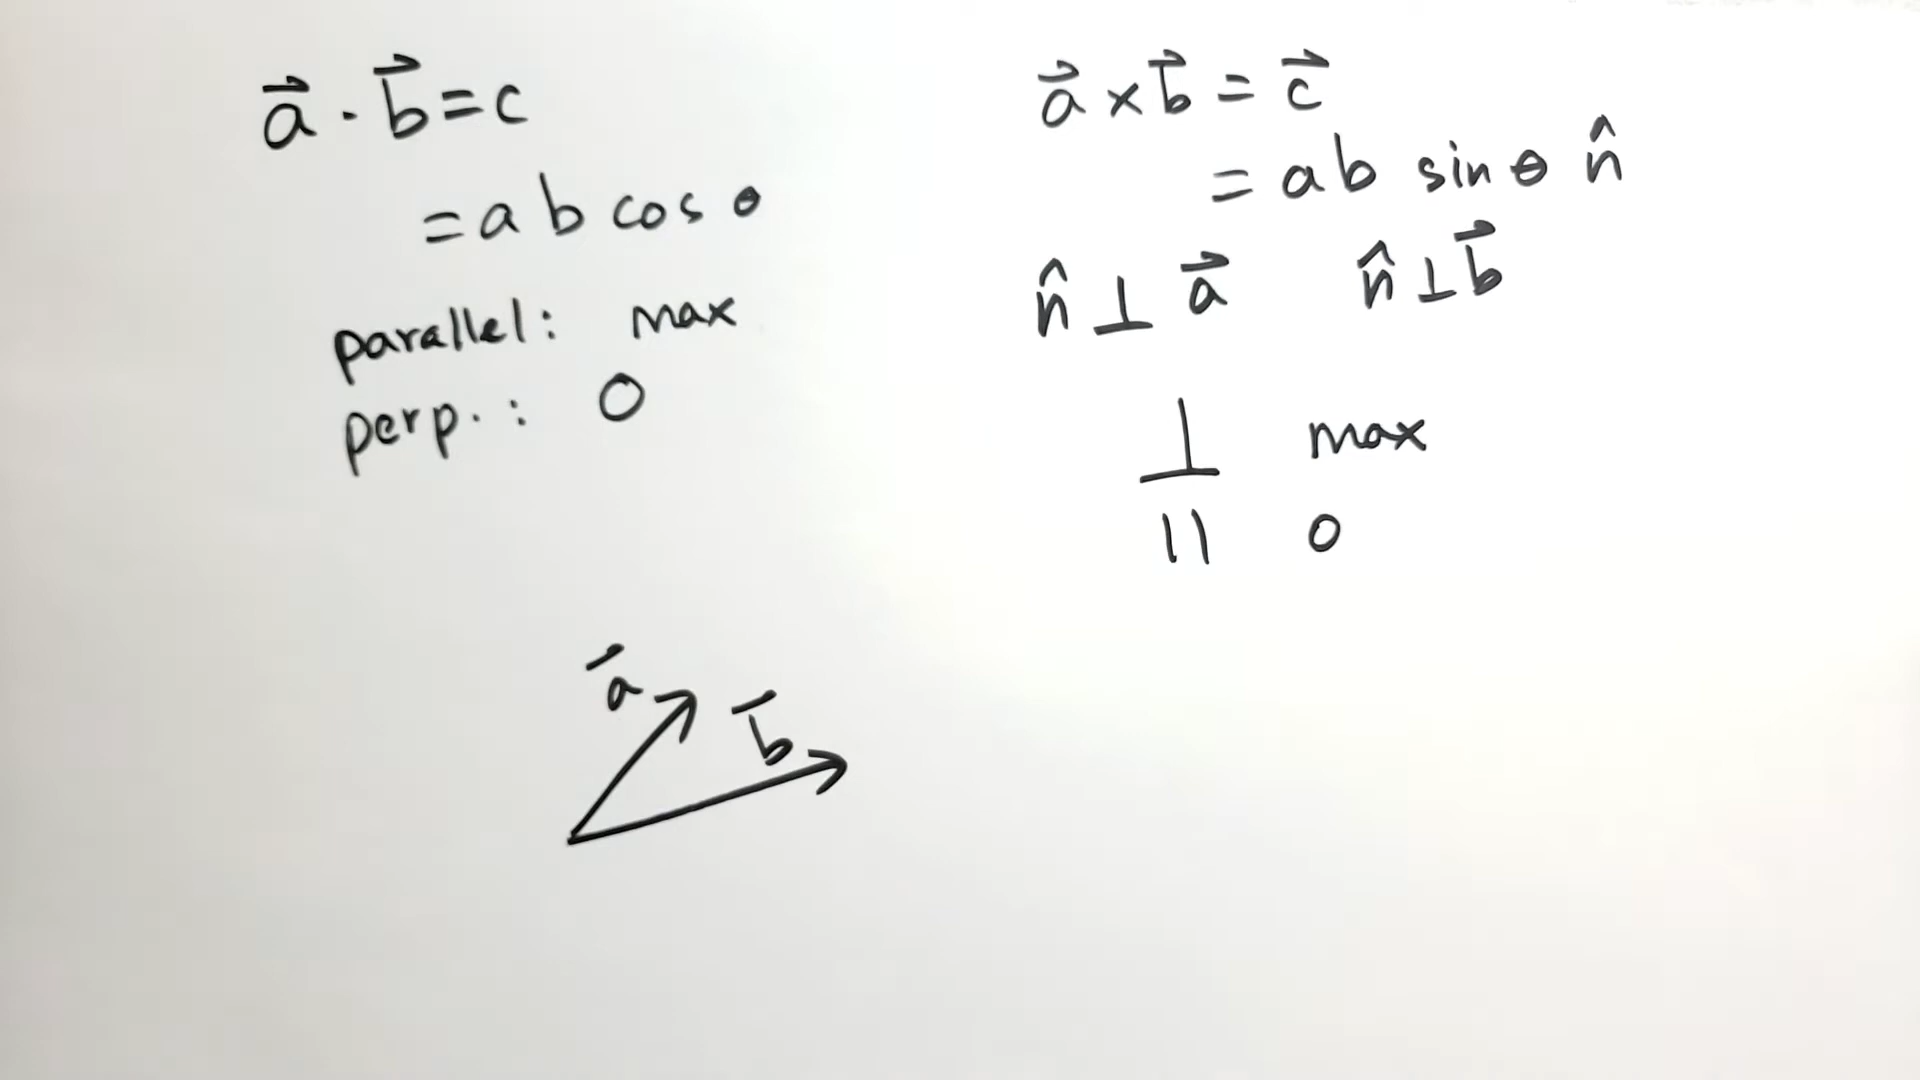 a⃗ · b⃗ = c
= a b cos θ
parallel: max
perp. : 0
a⃗ × b⃗ = c⃗
= a b sin θ n̂
n̂ ⊥ a⃗ n̂ ⊥ b⃗
⊥ max
|| 0
a⃗
b⃗